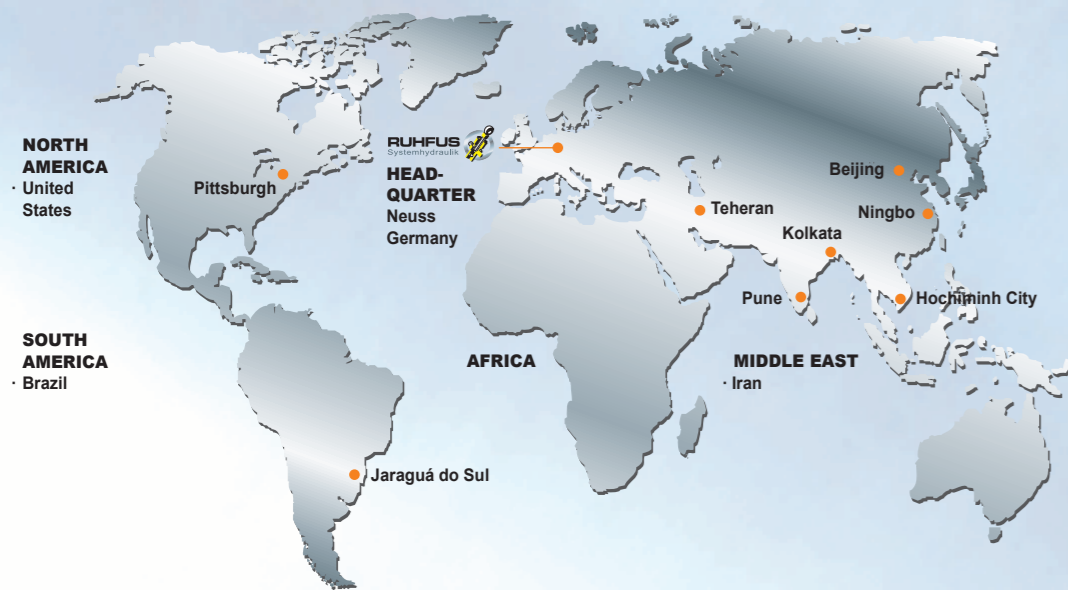 NORTH
AMERICA
· United
States
Pittsburgh
RUHFUS
Systemhydraulik
HEAD-
QUARTER
Neuss
Germany
Beijing
Teheran
Ningbo
Kolkata
Pune
Hochiminh City
SOUTH
AMERICA
· Brazil
AFRICA
MIDDLE EAST
· Iran
Jaraguá do Sul